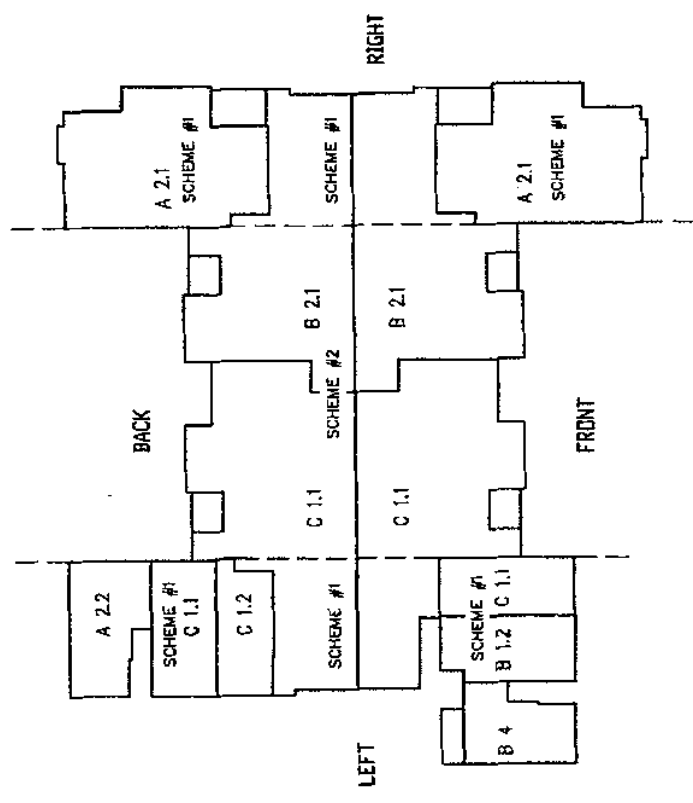 RIGHT
A 2.1
SCHEME #1
SCHEME #1
A 2.1
SCHEME #1
B 2.1
B 2.1
SCHEME #2
BACK
FRONT
C 1.1
C 1.1
A 2.2
SCHEME #1
C 1.1
C 1.2
SCHEME #1
SCHEME #1
C 1.1
B 1.2
B 4
LEFT